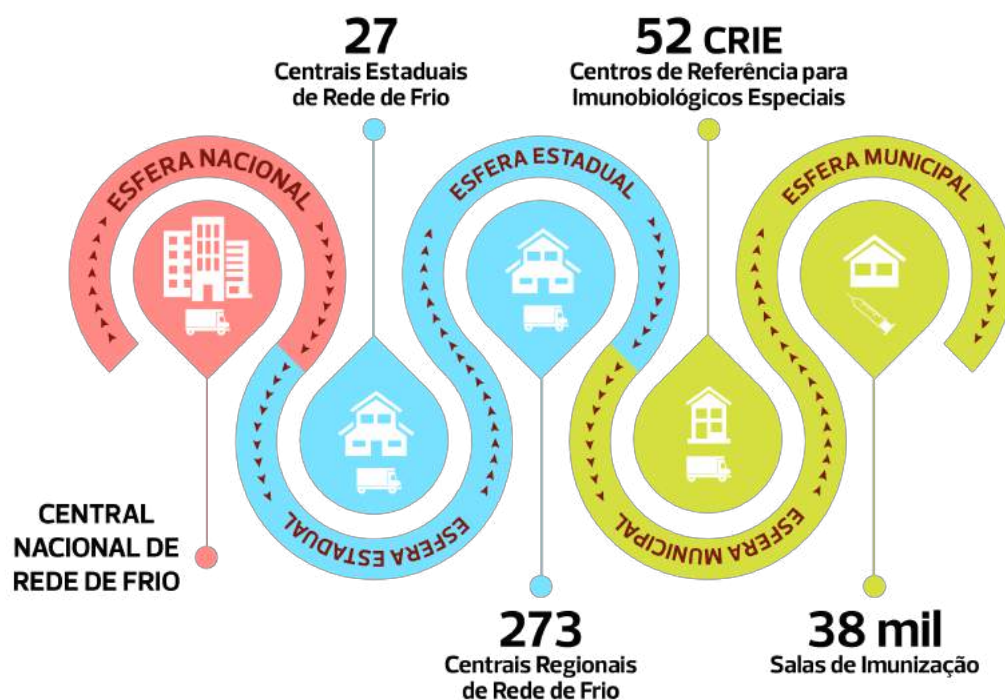 27
Centrais Estaduais
de Rede de Frio
52 CRIE
Centros de Referência para
Imunobiológicos Especiais
ESFERA NACIONAL
ESFERA ESTADUAL
ESFERA MUNICIPAL
CENTRAL
NACIONAL DE
REDE DE FRIO
ESFERA ESTADUAL
ESFERA MUNICIPAL
273
Centrais Regionais
de Rede de Frio
38 mil
Salas de Imunização